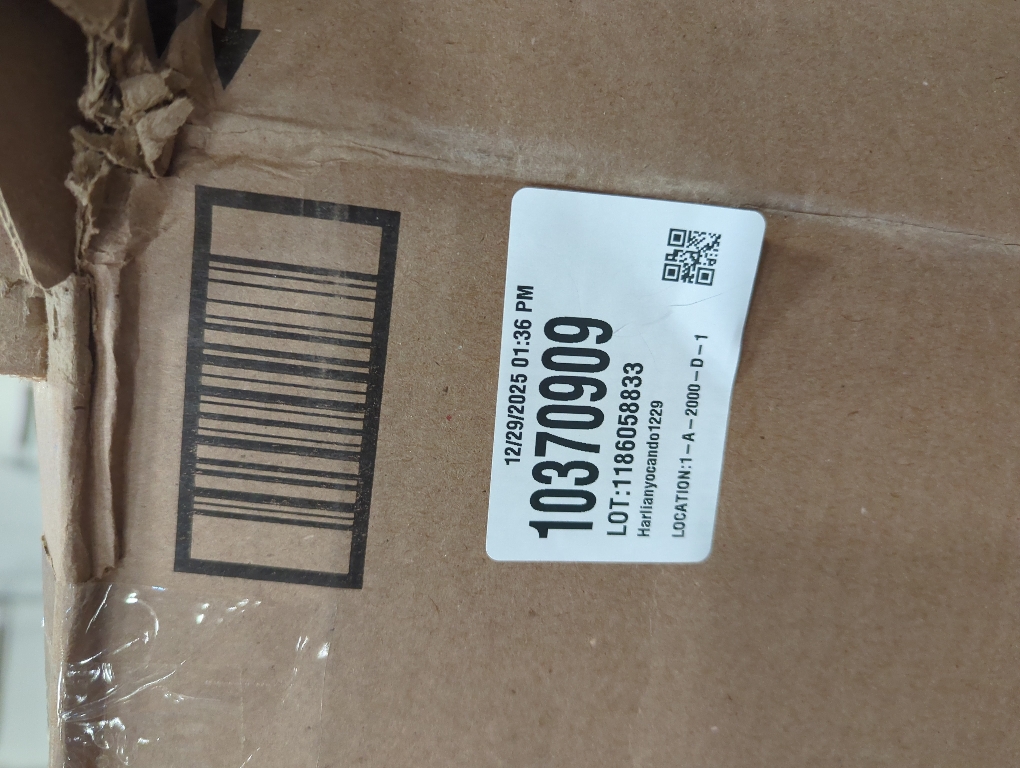 12/29/2025 01:36 PM
10370909
LOT:1186058833
Harlianyocando1229
LOCATION:1-A-2000-D-1